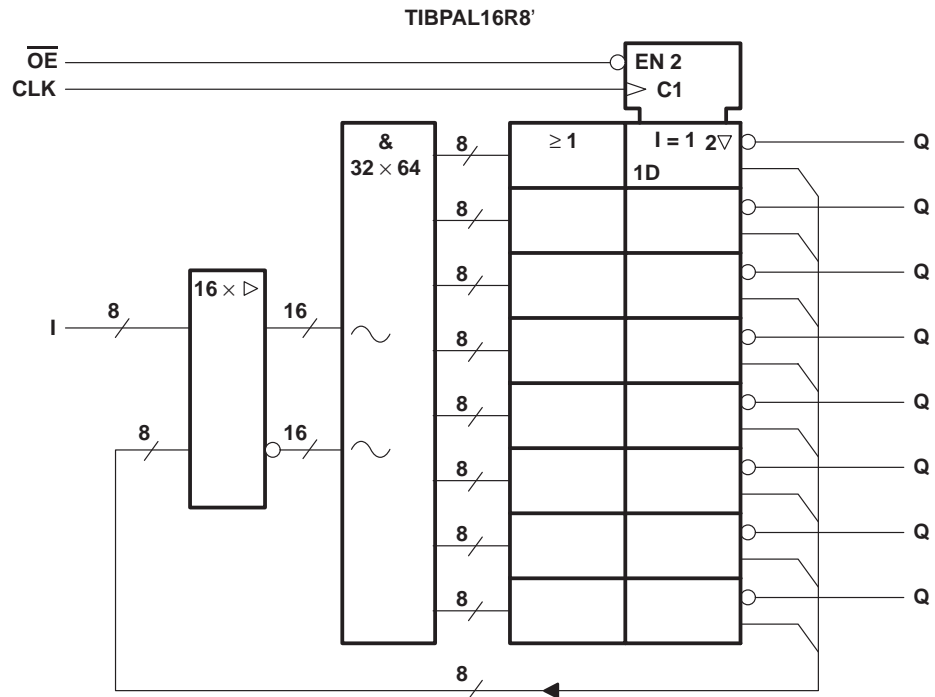 TIBPAL16R8’
OE
EN 2
CLK
C1
&
32 × 64
8
≥ 1
I = 1
2▽
Q
1D
8
Q
8
Q
16 × ▷
8
16
I
8
Q
8
16
8
Q
8
Q
8
Q
8
Q
8